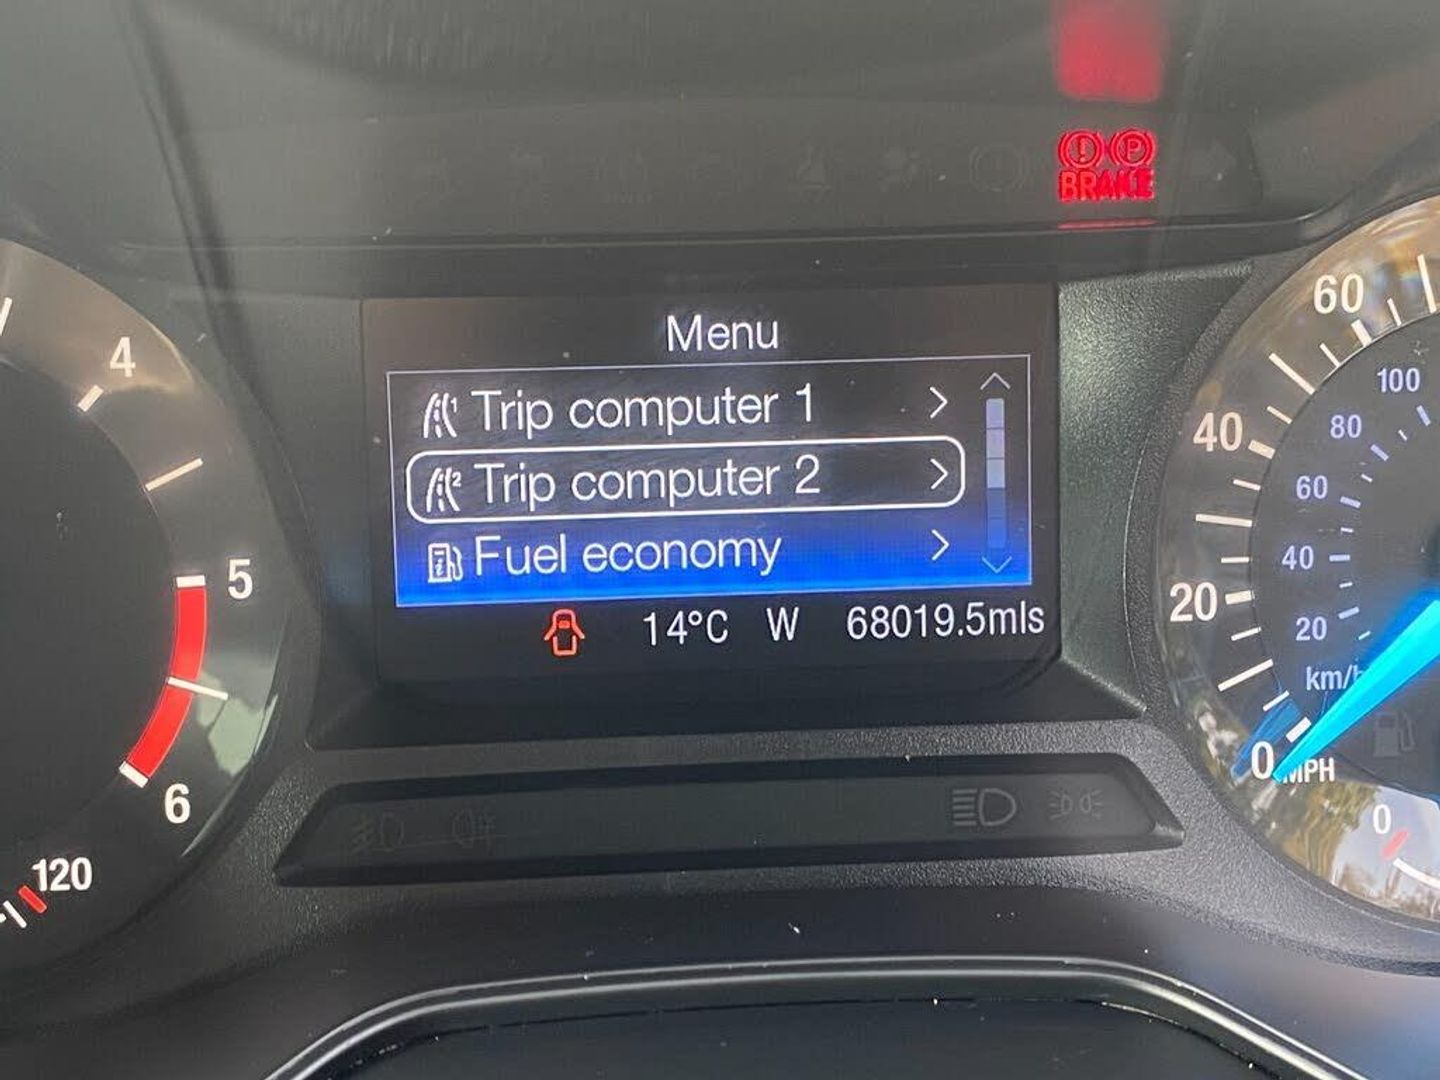 BRAKE
Menu
Trip computer 1
Trip computer 2
Fuel economy
14°C W 68019.5mls
4
5
6
120
60
40
20
0
MPH
100
80
60
40
20
km/h
0